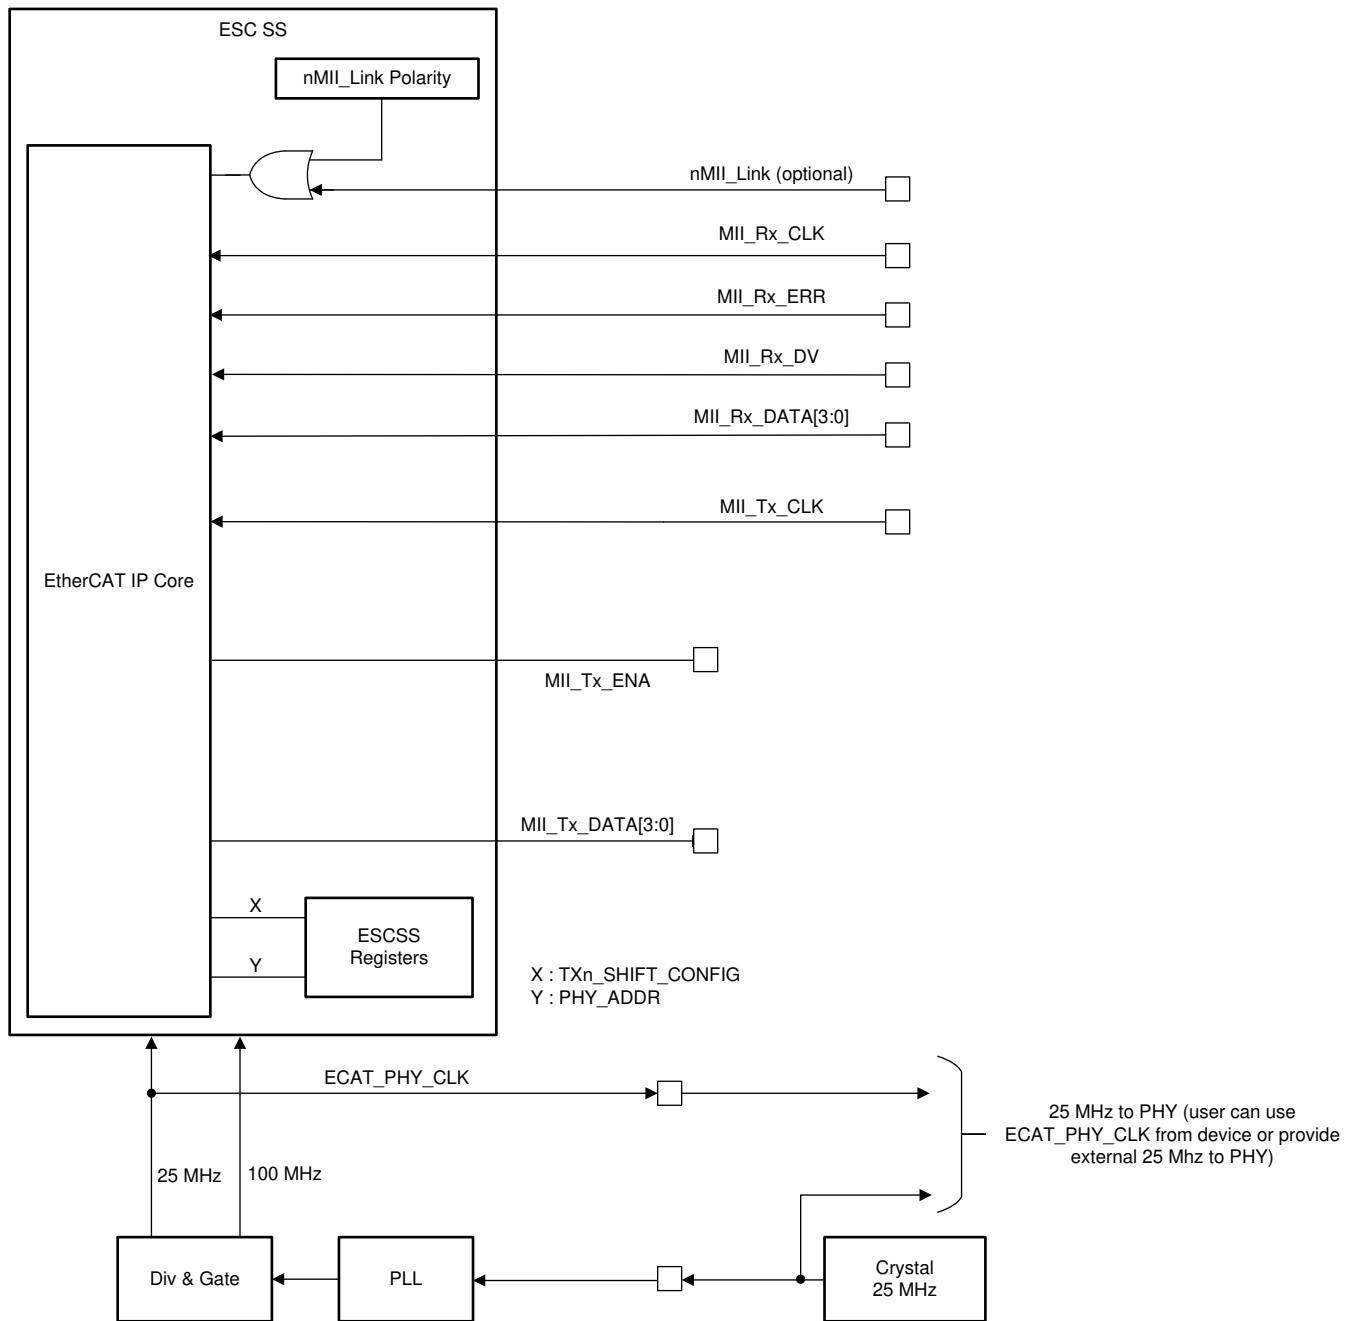 ESC SS
nMII_Link Polarity
nMII_Link (optional)
MII_Rx_CLK
MII_Rx_ERR
MII_Rx_DV
MII_Rx_DATA[3:0]
MII_Tx_CLK
EtherCAT IP Core
MII_Tx_ENA
MII_Tx_DATA[3:0]
X
ESCSS
Registers
Y
X : TXn_SHIFT_CONFIG
Y : PHY_ADDR
ECAT_PHY_CLK
25 MHz to PHY (user can use
ECAT_PHY_CLK from device or provide
external 25 Mhz to PHY)
25 MHz
100 MHz
Div & Gate
PLL
Crystal
25 MHz